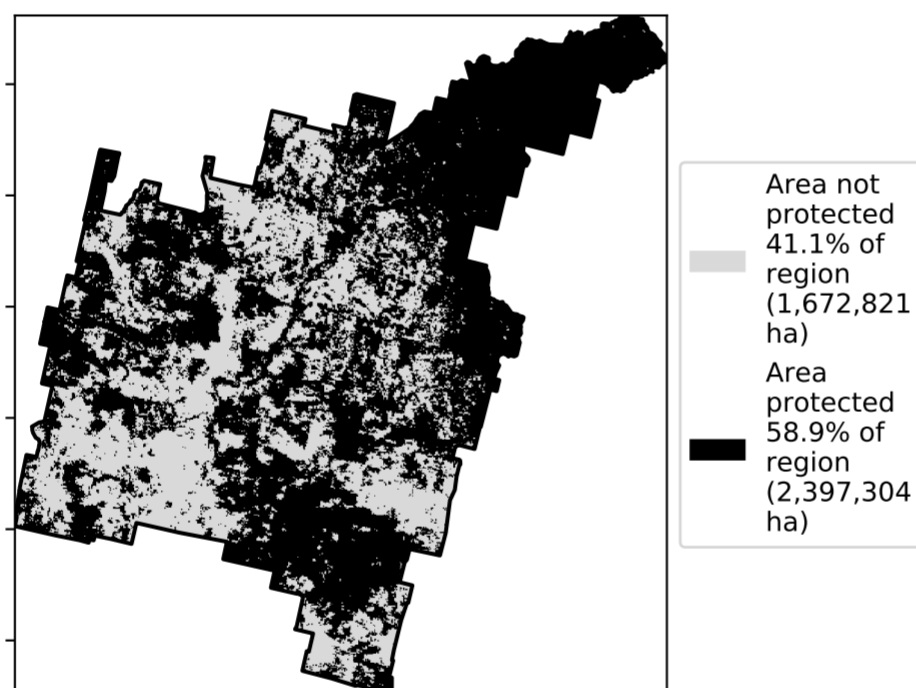 Area not
protected
41.1% of
region
(1,672,821
ha)
Area
protected
58.9% of
region
(2,397,304
ha)